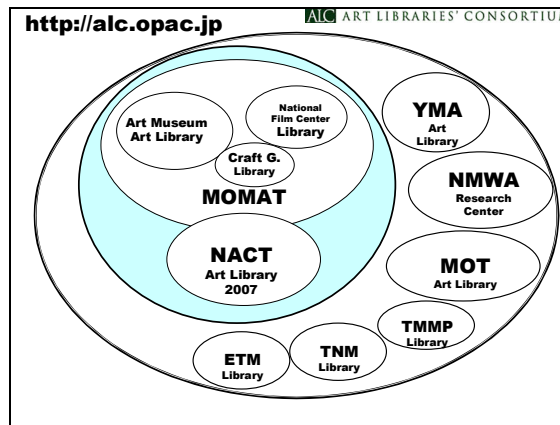 http://alc.opac.jp
ALC ART LIBRARIES' CONSORTIUM
Art Museum
Art Library
National
Film Center
Library
Craft G.
Library
MOMAT
NACT
Art Library
2007
YMA
Art
Library
NMWA
Research
Center
MOT
Art Library
TMMP
Library
TNM
Library
ETM
Library